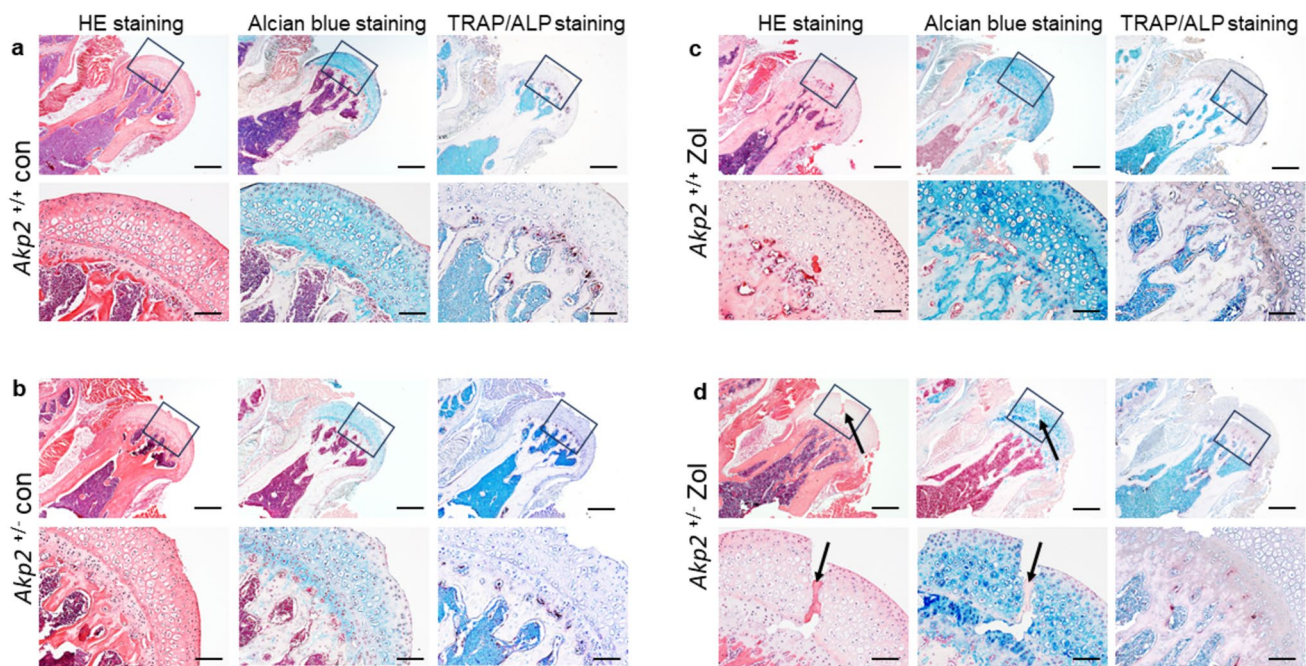 HE staining Alcian blue staining TRAP/ALP staining
a
Akp2 +/+ con
b
Akp2 +/- con
HE staining Alcian blue staining TRAP/ALP staining
c
Akp2 +/+ Zol
d
Akp2 +/- Zol